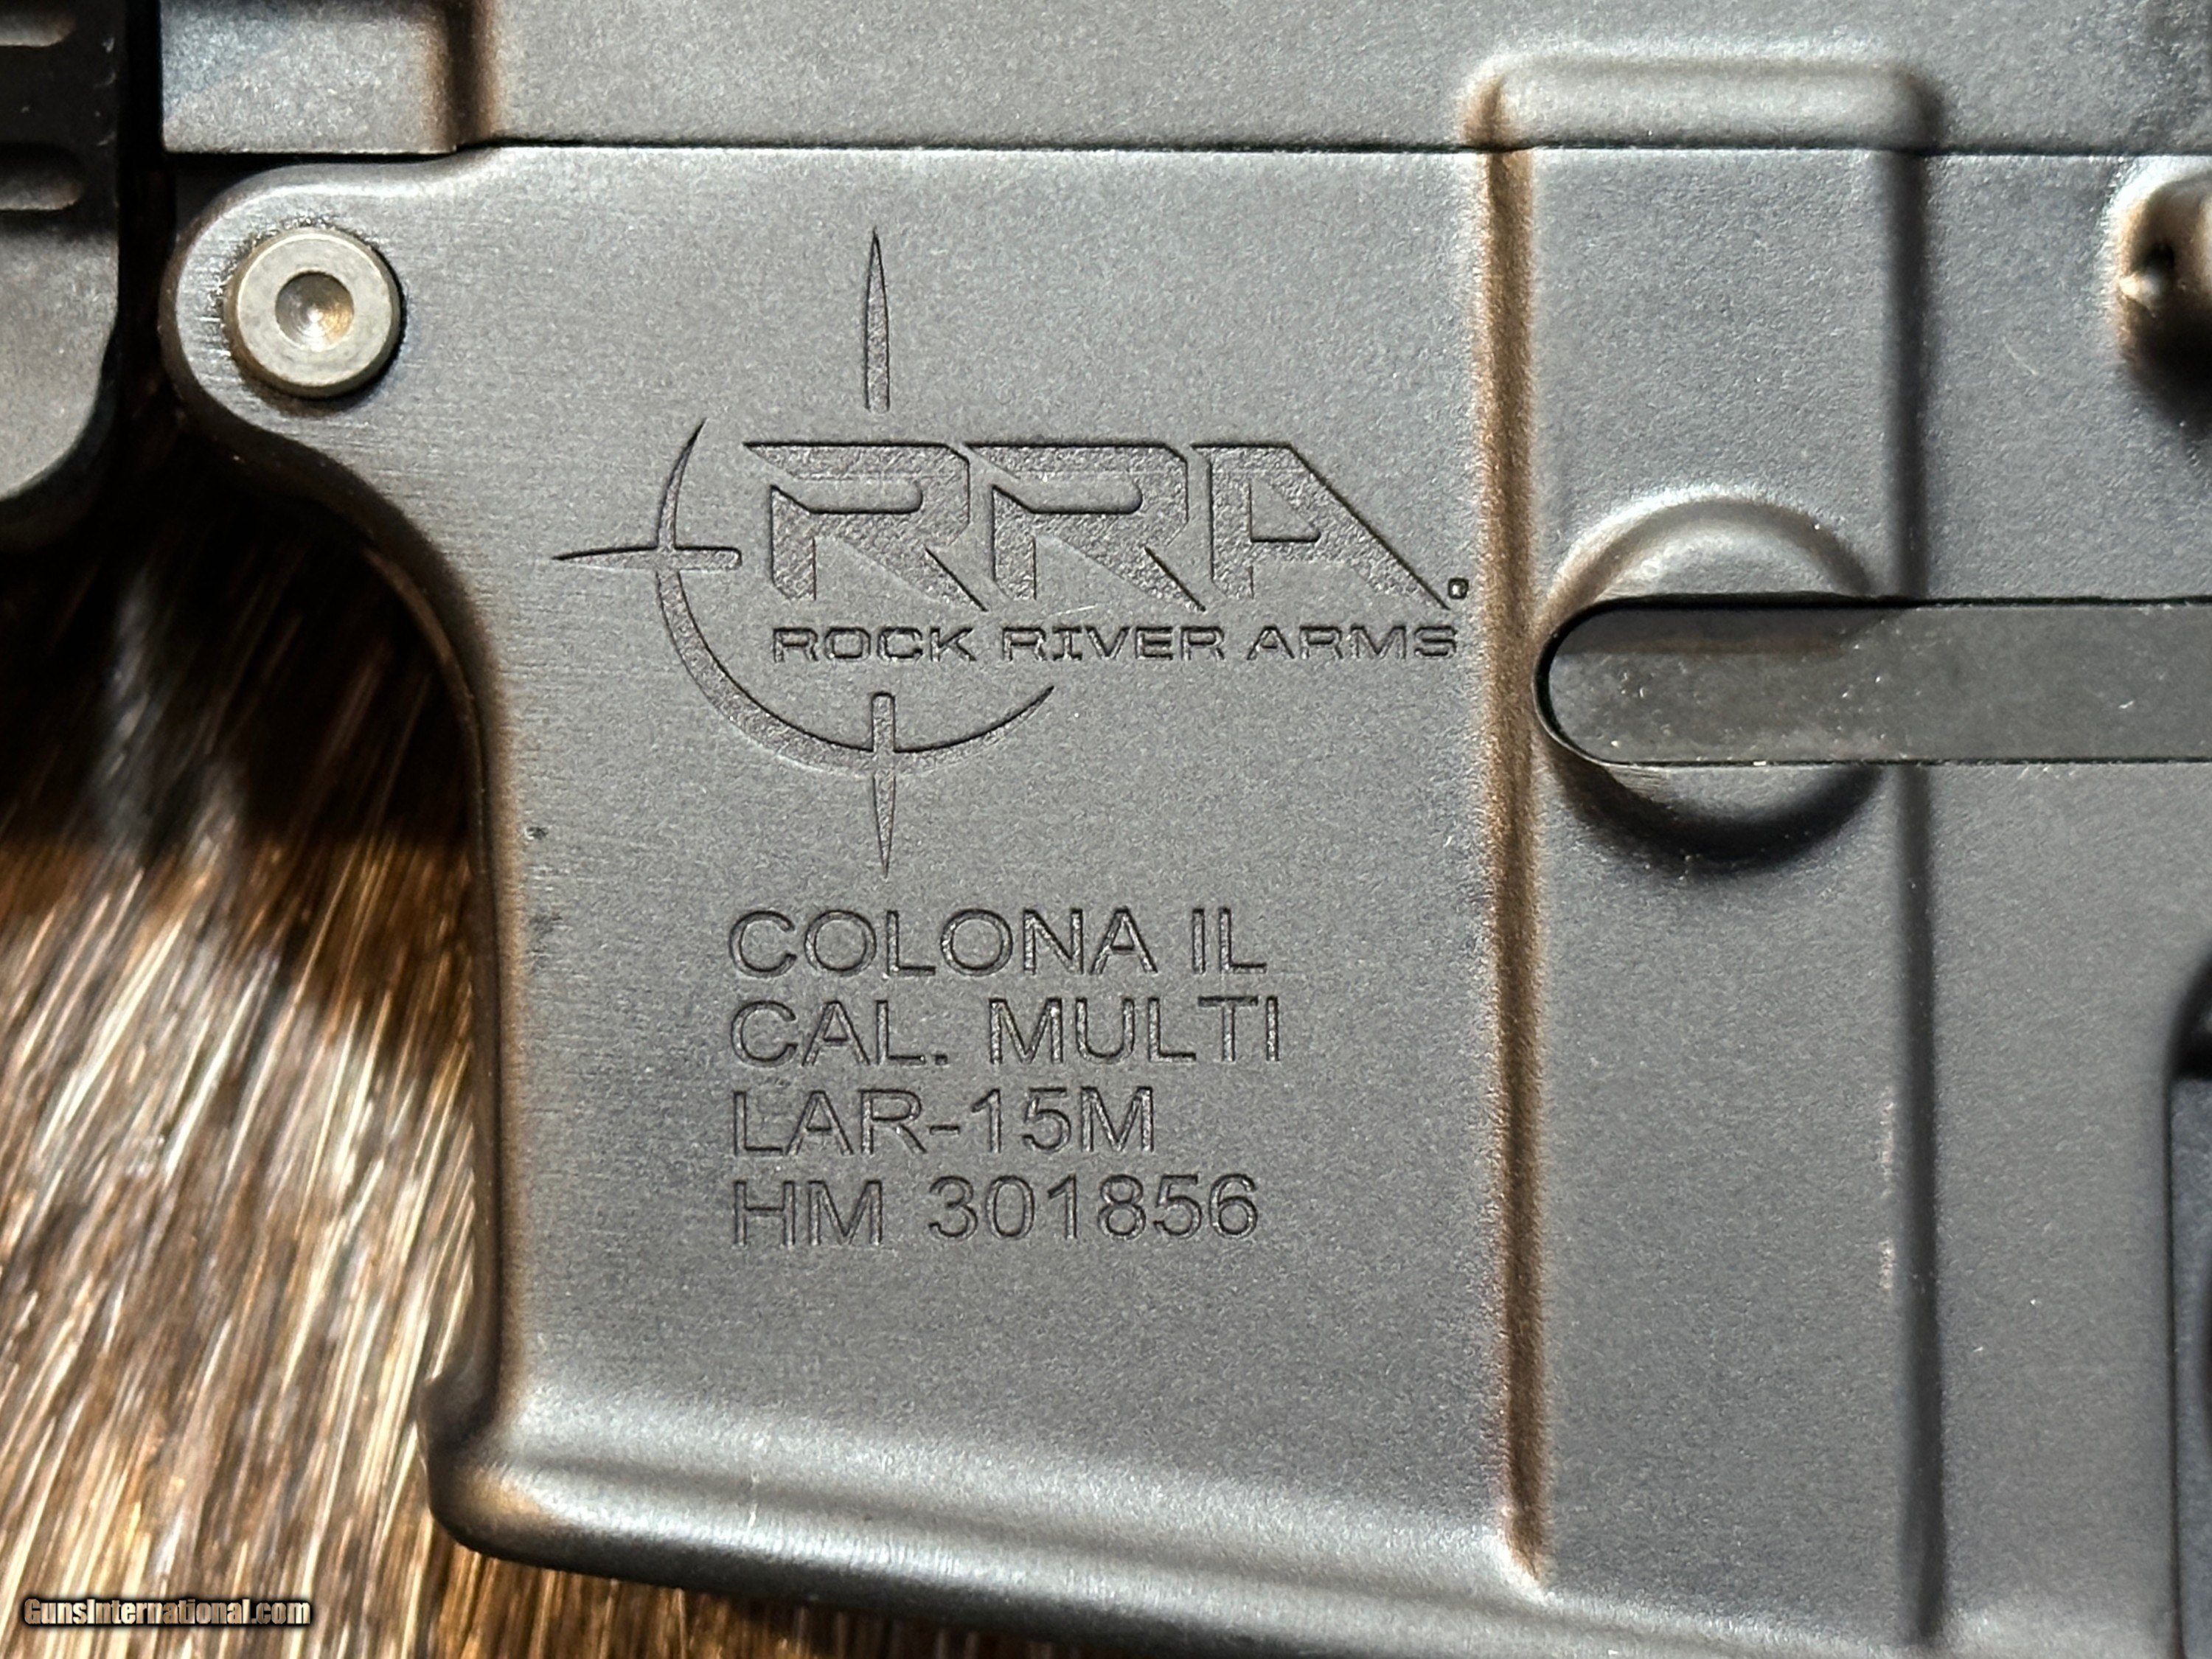 RRA.
ROCK RIVER ARMS
COLONA IL
CAL. MULTI
LAR-15M
HM 301856
GunsInternational.com